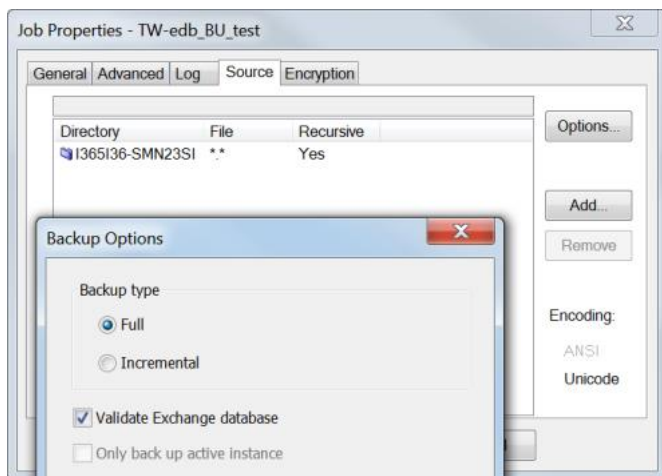 Job Properties - TW-edb_BU_test
General Advanced Log Source Encryption
Directory File Recursive
I365I36-SMN23SI *.* Yes
Options...
Add...
Remove
Encoding:
ANSI
Unicode
Backup Options
Backup type
Full
Incremental
Validate Exchange database
Only back up active instance